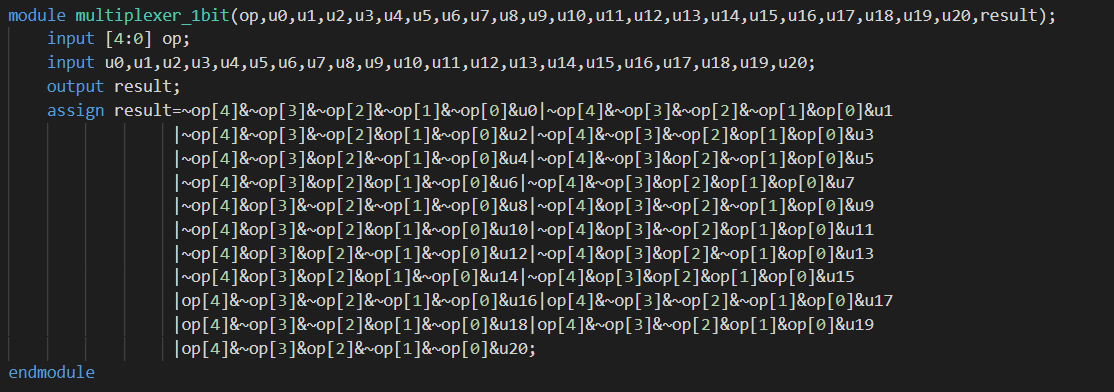 module multiplexer_1bit(op,u0,u1,u2,u3,u4,u5,u6,u7,u8,u9,u10,u11,u12,u13,u14,u15,u16,u17,u18,u19,u20,result);
    input [4:0] op;
    input u0,u1,u2,u3,u4,u5,u6,u7,u8,u9,u10,u11,u12,u13,u14,u15,u16,u17,u18,u19,u20;
    output result;
    assign result=~op[4]&~op[3]&~op[2]&~op[1]&~op[0]&u0|~op[4]&~op[3]&~op[2]&~op[1]&op[0]&u1
                 |~op[4]&~op[3]&~op[2]&op[1]&~op[0]&u2|~op[4]&~op[3]&~op[2]&op[1]&op[0]&u3
                 |~op[4]&~op[3]&op[2]&~op[1]&~op[0]&u4|~op[4]&~op[3]&op[2]&~op[1]&op[0]&u5
                 |~op[4]&~op[3]&op[2]&op[1]&~op[0]&u6|~op[4]&~op[3]&op[2]&op[1]&op[0]&u7
                 |~op[4]&op[3]&~op[2]&~op[1]&~op[0]&u8|~op[4]&op[3]&~op[2]&~op[1]&op[0]&u9
                 |~op[4]&op[3]&~op[2]&op[1]&~op[0]&u10|~op[4]&op[3]&~op[2]&op[1]&op[0]&u11
                 |~op[4]&op[3]&op[2]&~op[1]&~op[0]&u12|~op[4]&op[3]&op[2]&~op[1]&op[0]&u13
                 |~op[4]&op[3]&op[2]&op[1]&~op[0]&u14|~op[4]&op[3]&op[2]&op[1]&op[0]&u15
                 |op[4]&~op[3]&~op[2]&~op[1]&~op[0]&u16|op[4]&~op[3]&~op[2]&~op[1]&op[0]&u17
                 |op[4]&~op[3]&~op[2]&op[1]&~op[0]&u18|op[4]&~op[3]&~op[2]&op[1]&op[0]&u19
                 |op[4]&~op[3]&op[2]&~op[1]&~op[0]&u20;
endmodule